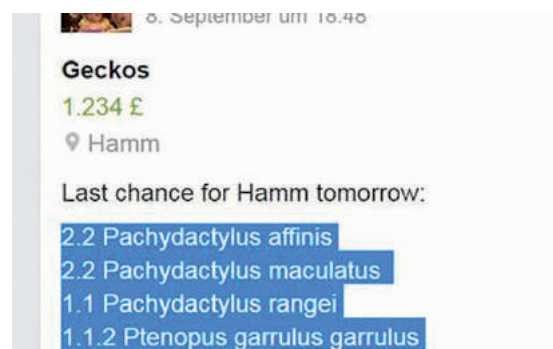 8. September um 18:48
Geckos
1.234 £
Hamm
Last chance for Hamm tomorrow:
2.2 Pachydactylus affinis
2.2 Pachydactylus maculatus
1.1 Pachydactylus rangei
1.1.2 Ptenopus garrulus garrulus